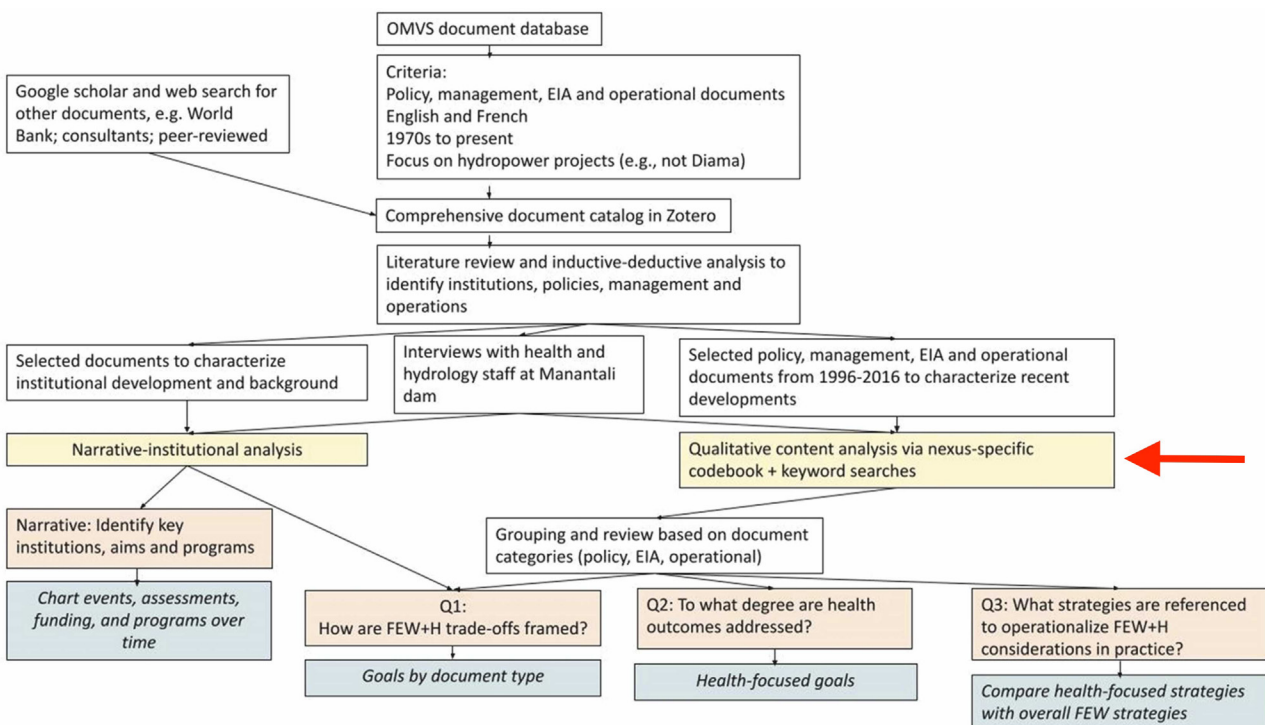 OMVS document database
Google scholar and web search for
other documents, e.g. World
Bank; consultants; peer-reviewed
Criteria:
Policy, management, EIA and operational documents
English and French
1970s to present
Focus on hydropower projects (e.g., not Diama)
Comprehensive document catalog in Zotero
Literature review and inductive-deductive analysis to
identify institutions, policies, management and
operations
Selected documents to characterize
institutional development and background
Interviews with health and
hydrology staff at Manantali
dam
Selected policy, management, EIA and operational
documents from 1996-2016 to characterize recent
developments
Narrative-institutional analysis
Qualitative content analysis via nexus-specific
codebook + keyword searches
Narrative: Identify key
institutions, aims and programs
Grouping and review based on document
categories (policy, EIA, operational)
Chart events, assessments,
funding, and programs over
time
Q1:
How are FEW+H trade-offs framed?
Q2: To what degree are health
outcomes addressed?
Q3: What strategies are referenced
to operationalize FEW+H
considerations in practice?
Goals by document type
Health-focused goals
Compare health-focused strategies
with overall FEW strategies